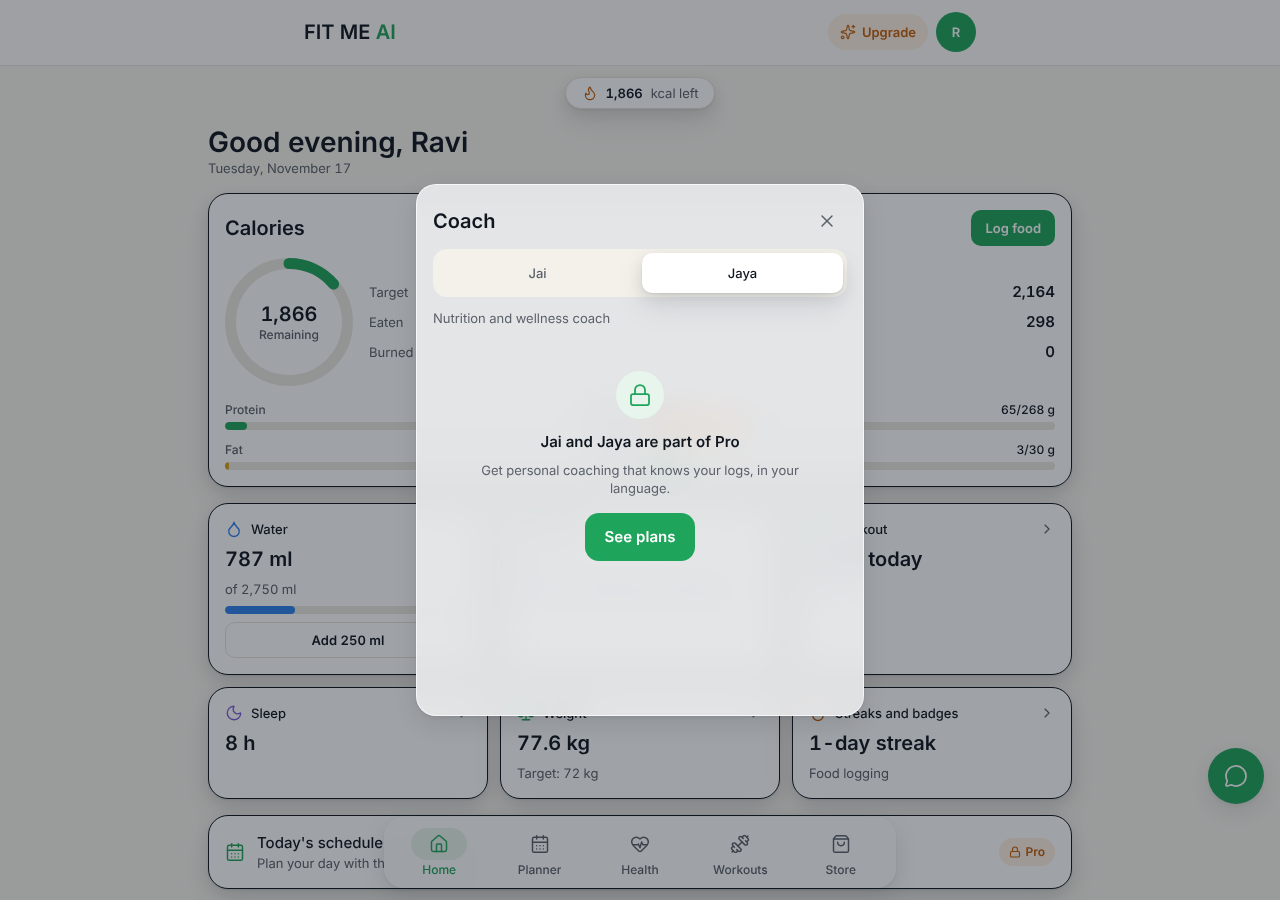 FIT ME AI
Upgrade
R
1,866 kcal left
Good evening, Ravi
Tuesday, November 17
Calories
Log food
1,866
Remaining
Target
2,164
Eaten
298
Burned
0
Protein
65/268 g
Fat
3/30 g
Coach
Jai
Jaya
Nutrition and wellness coach
Jai and Jaya are part of Pro
Get personal coaching that knows your logs, in your
language.
See plans
Water
787 ml
of 2,750 ml
Add 250 ml
today
Sleep
8 h
Weight
77.6 kg
Target: 72 kg
Streaks and badges
1-day streak
Food logging
Today's schedule
Plan your day with th
Pro
Home
Planner
Health
Workouts
Store